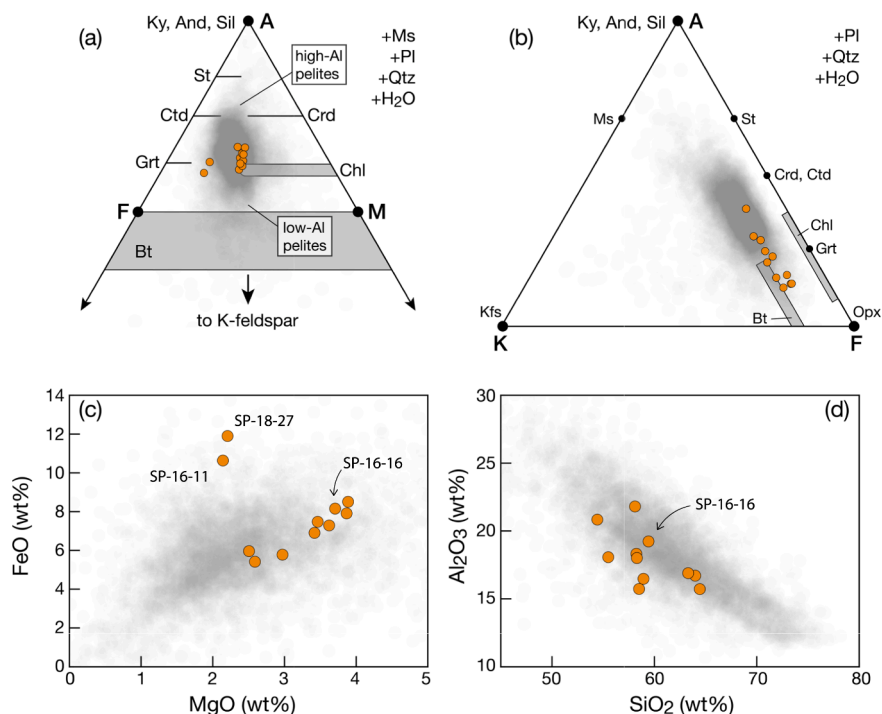 (a)
Ky, And, Sil A
+Ms
+Pl
+Qtz
+H2O
high-Al
pelites
St
Ctd
Crd
Grt
Chl
F
M
low-Al
pelites
Bt
to K-feldspar
(b)
Ky, And, Sil A
+Pl
+Qtz
+H2O
Ms
St
Crd, Ctd
Chl
Grt
Kfs
Bt
Opx
K
F
(c)
14
12
10
8
6
4
2
0
FeO (wt%)
SP-18-27
SP-16-11
SP-16-16
0 1 2 3 4 5
MgO (wt%)
(d)
30
25
20
15
10
Al2O3 (wt%)
SP-16-16
50 60 70 80
SiO2 (wt%)